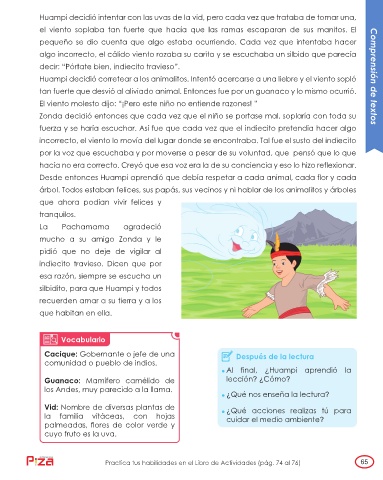 Huampi decidió intentar con las uvas de la vid, pero cada vez que trataba de tomar una,
el viento soplaba tan fuerte que hacía que las ramas escaparan de sus manitos. El
pequeño se dio cuenta que algo estaba ocurriendo. Cada vez que intentaba hacer
algo incorrecto, el cálido viento rozaba su carita y se escuchaba un silbido que parecía
decir: “Pórtate bien, indiecito travieso”.
Huampi decidió corretear a los animalitos. Intentó acercarse a una liebre y el viento sopló
tan fuerte que desvió al aliviado animal. Entonces fue por un guanaco y lo mismo ocurrió.
El viento molesto dijo: “¡Pero este niño no entiende razones! ”
Zonda decidió entonces que cada vez que el niño se portase mal, soplaría con toda su
fuerza y se haría escuchar. Así fue que cada vez que el indiecito pretendía hacer algo
incorrecto, el viento lo movía del lugar donde se encontraba. Tal fue el susto del indiecito
por la voz que escuchaba y por moverse a pesar de su voluntad, que pensó que lo que
hacía no era correcto. Creyó que esa voz era la de su conciencia y eso lo hizo reflexionar.
Desde entonces Huampi aprendió que debía respetar a cada animal, cada flor y cada
árbol. Todos estaban felices, sus papás, sus vecinos y ni hablar de los animalitos y árboles
que ahora podían vivir felices y
tranquilos.
La Pachamama agradeció
mucho a su amigo Zonda y le
pidió que no deje de vigilar al
indiecito travieso. Dicen que por
esa razón, siempre se escucha un
silbidito, para que Huampi y todos
recuerden amar a su tierra y a los
que habitan en ella.
Comprensión de textos
Vocabulario
Cacique: Gobernante o jefe de una
comunidad o pueblo de indios.
Guanaco: Mamífero camélido de
los Andes, muy parecido a la llama.
Vid: Nombre de diversas plantas de
la familia vitáceas, con hojas
palmeadas, flores de color verde y
cuyo fruto es la uva.
Después de la lectura
Al final, ¿Huampi aprendió la
lección? ¿Cómo?
¿Qué nos enseña la lectura?
¿Qué acciones realizas tú para
cuidar el medio ambiente?
Practica tus habilidades en el Libro de Actividades (pág. 74 al 76)
65